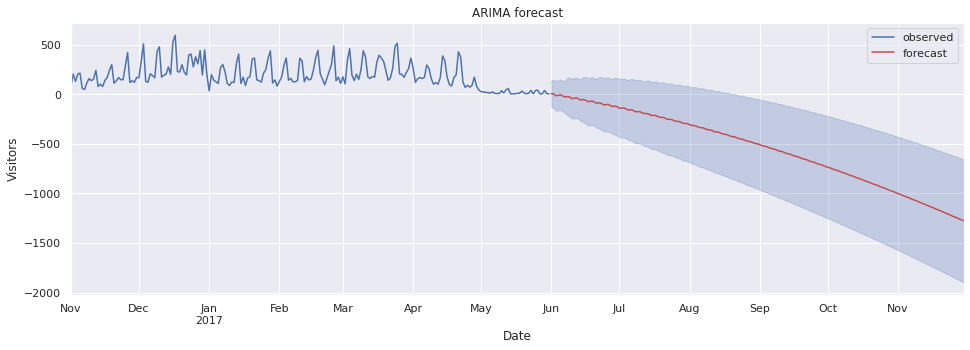 ARIMA forecast
observed
forecast
Visitors
500
0
−500
−1000
−1500
−2000
Nov Dec Jan Feb Mar Apr May Jun Jul Aug Sep Oct Nov
2017
Date